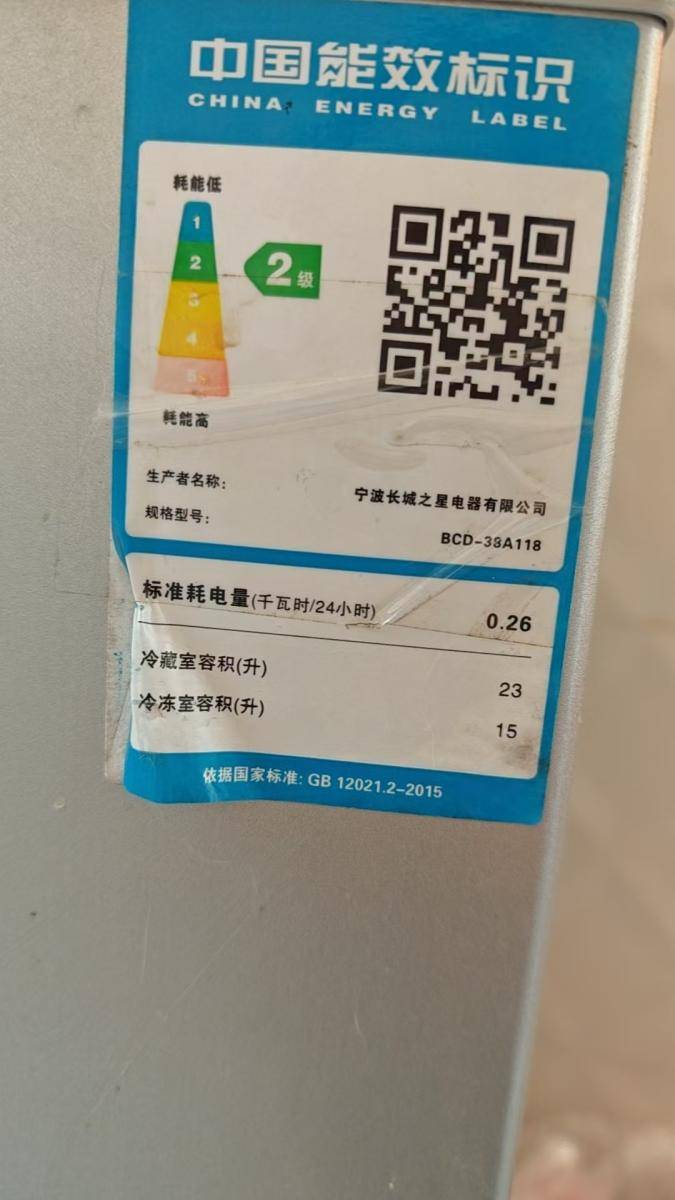 中国能效标识
CHINA ENERGY LABEL
耗能低
1
2
2级
3
4
5
耗能高
生产者名称:
宁波长城之星电器有限公司
规格型号:
BCD-38A118
标准耗电量(千瓦时/24小时)
0.26
冷藏室容积(升)
23
冷冻室容积(升)
15
依据国家标准: GB 12021.2-2015